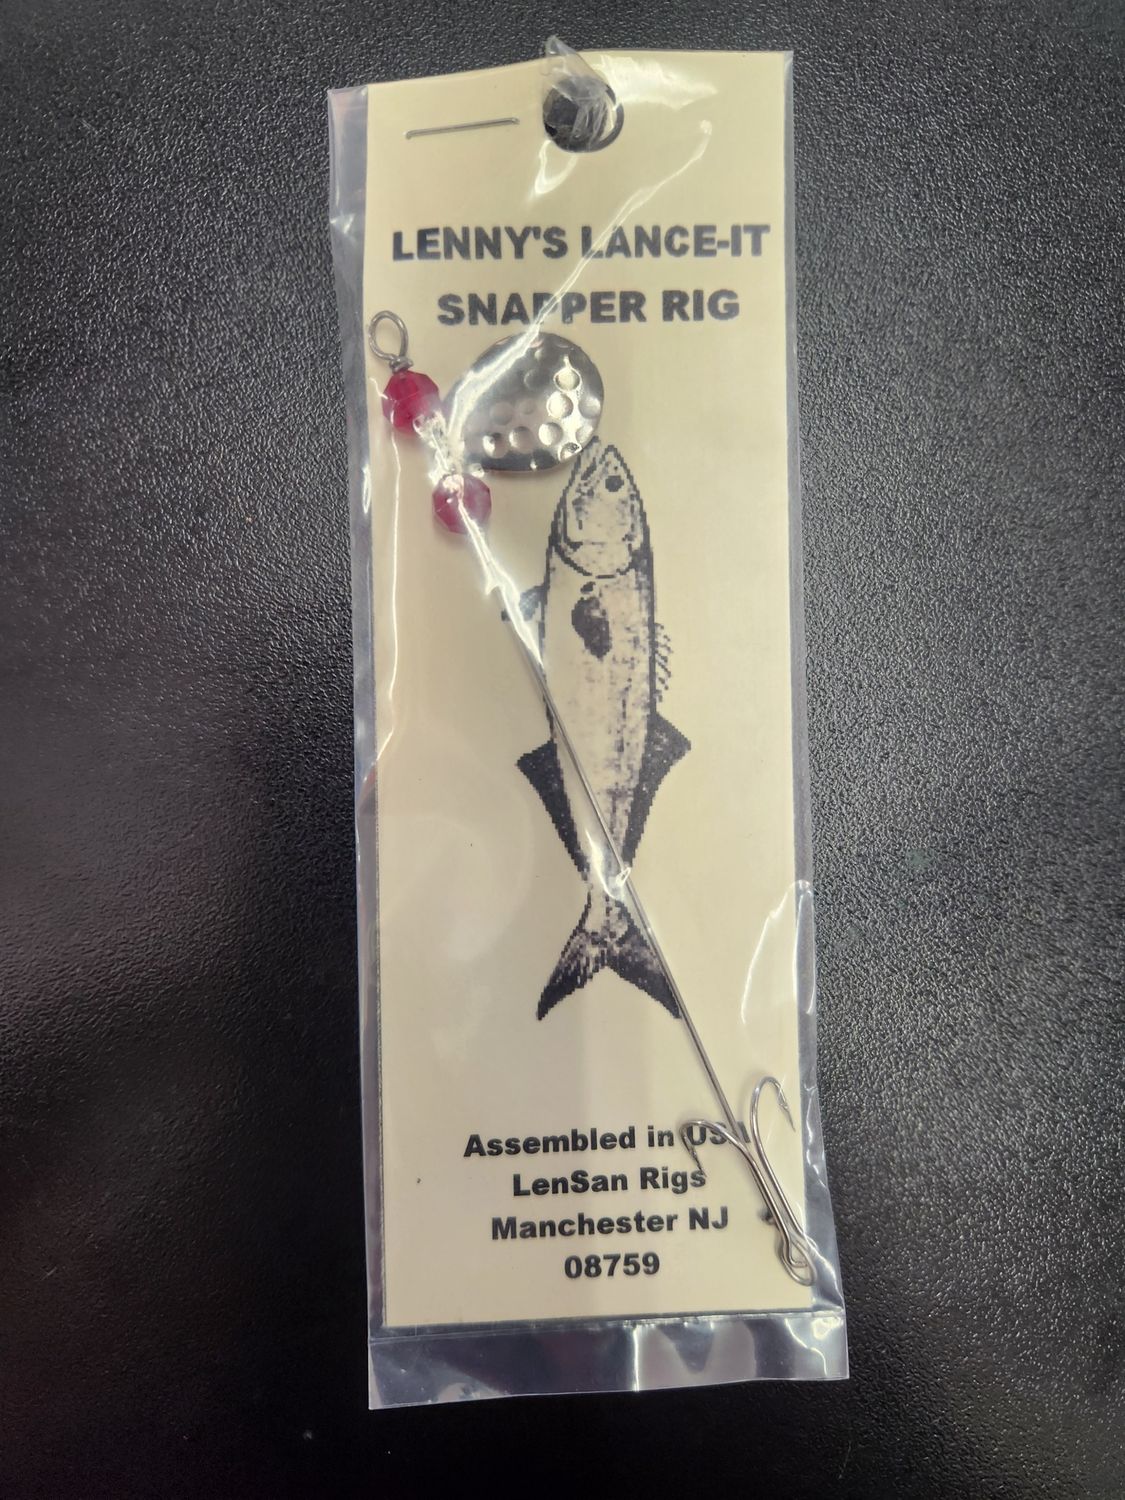 LENNY'S LANCE-IT
SNAPPER RIG
Assembled in USA
LenSan Rigs
Manchester NJ
08759